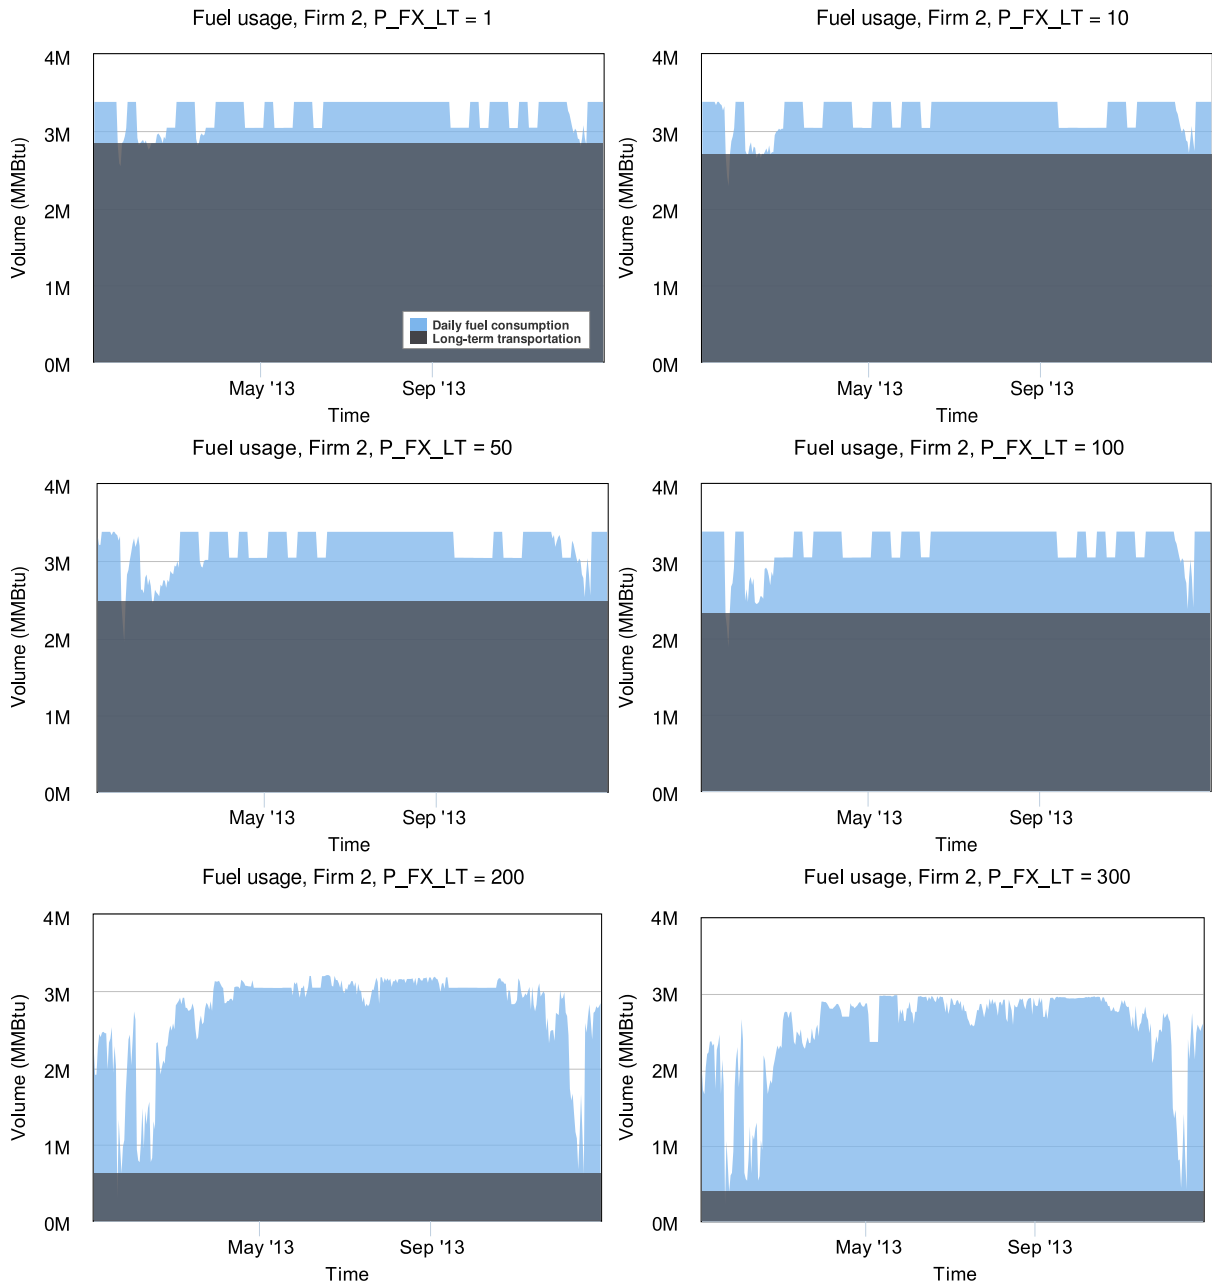 Fuel usage, Firm 2, P_FX_LT = 1
4M
3M
2M
1M
0M
Volume (MMBtu)
Daily fuel consumption
Long-term transportation
May '13
Sep '13
Time
Fuel usage, Firm 2, P_FX_LT = 10
4M
3M
2M
1M
0M
Volume (MMBtu)
May '13
Sep '13
Time
Fuel usage, Firm 2, P_FX_LT = 50
4M
3M
2M
1M
0M
Volume (MMBtu)
May '13
Sep '13
Time
Fuel usage, Firm 2, P_FX_LT = 100
4M
3M
2M
1M
0M
Volume (MMBtu)
May '13
Sep '13
Time
Fuel usage, Firm 2, P_FX_LT = 200
4M
3M
2M
1M
0M
Volume (MMBtu)
May '13
Sep '13
Time
Fuel usage, Firm 2, P_FX_LT = 300
4M
3M
2M
1M
0M
Volume (MMBtu)
May '13
Sep '13
Time